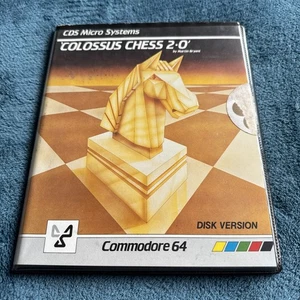 CDS Micro Systems
'COLOSSUS CHESS 2·0'
by Martin Bryant
DISK VERSION
Commodore 64